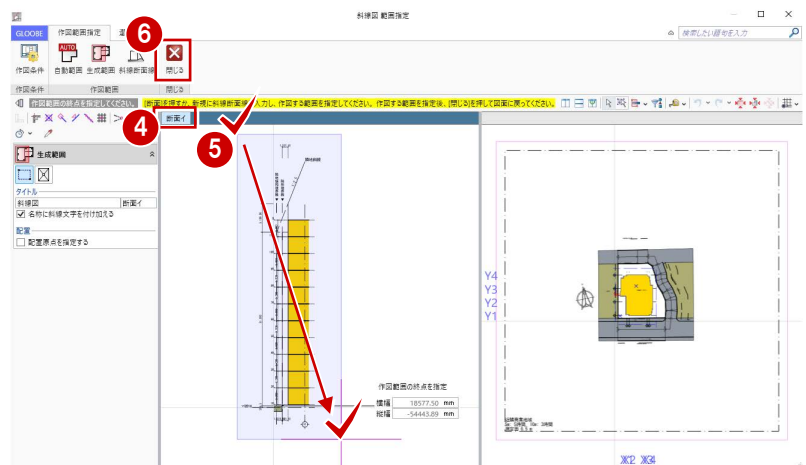 斜線図 範囲指定
GLOOBE 作図範囲指定
検索したい語句を入力
6
AUTO
作図条件 自動範囲 生成範囲 斜線断面線 閉じる
作図条件 作図範囲 閉じる
作図範囲の終点を指定してください。 [断面]を押すか、新規に斜線断面線を入力し、作図する範囲を指定してください。作図する範囲を指定後、[閉じる]を押して図面に戻ってください。
4
断面イ
5
生成範囲
タイトル
斜線図 断面イ
名称に斜線文字を付け加える
配置
配置原点を指定する
Y4
Y3
Y2
Y1
作図範囲の終点を指定
横幅 18577.50 mm
縦幅 -54443.89 mm